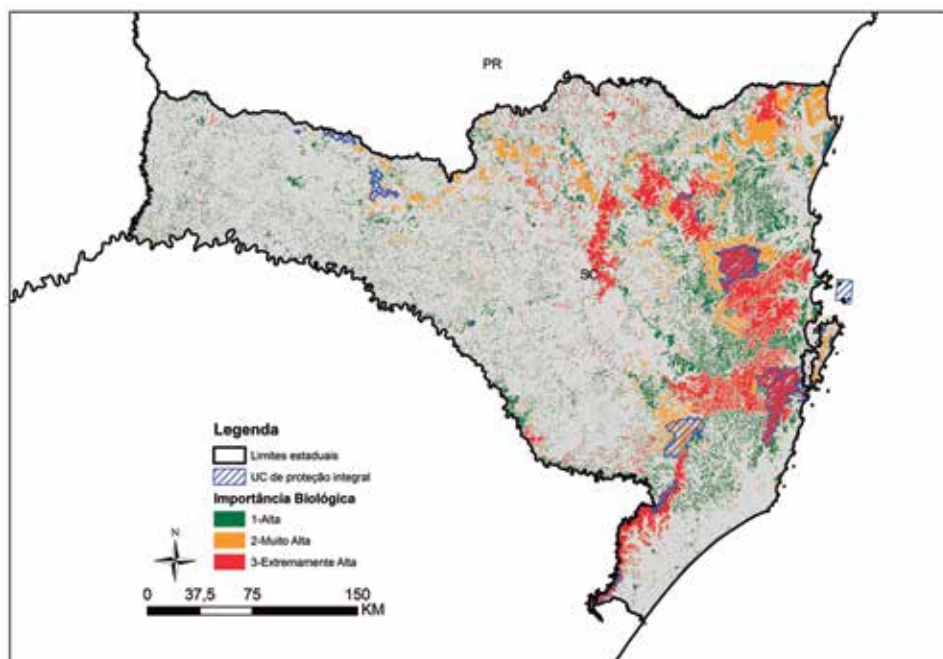 PR
SC
Legenda
Limites estaduais
UC de proteção integral
Importância Biológica
1-Alta
2-Muito Alta
3-Extremamente Alta
N
0 37,5 75 150
KM